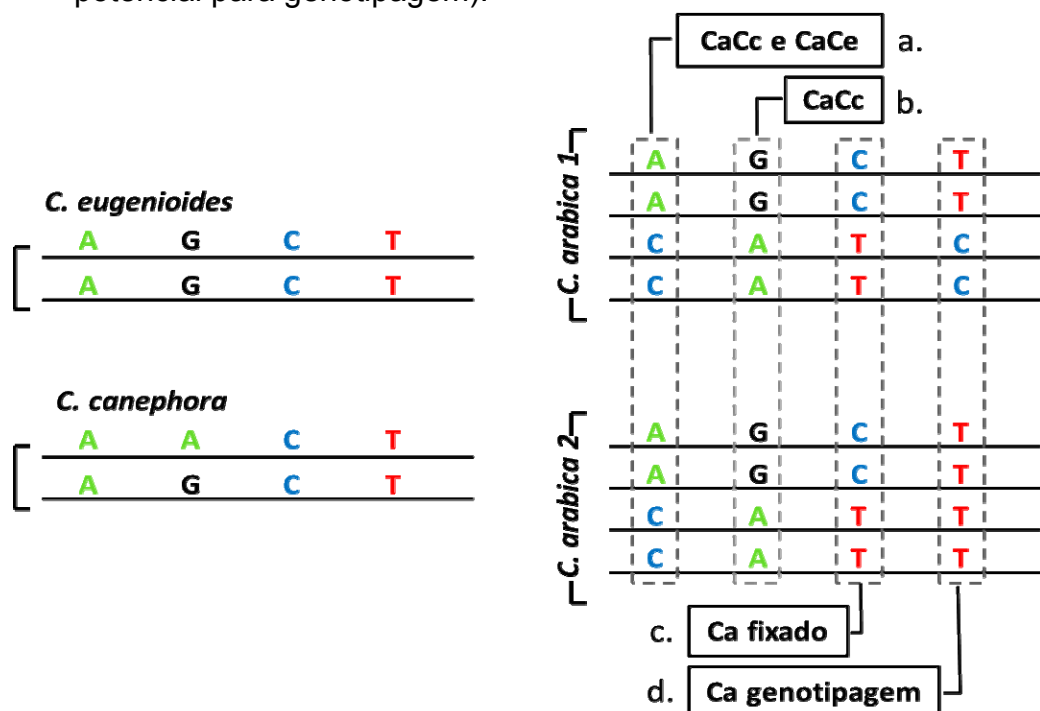 potencial para genotipagem).
CaCc e CaCe a.
CaCc b.
C. eugenioides
A G C T
A G C T
C. canephora
A A C T
A G C T
C. arabica 1
A G C T
A G C T
C A T C
C A T C
C. arabica 2
A G C T
A G C T
C A T T
C A T T
c. Ca fixado
d. Ca genotipagem